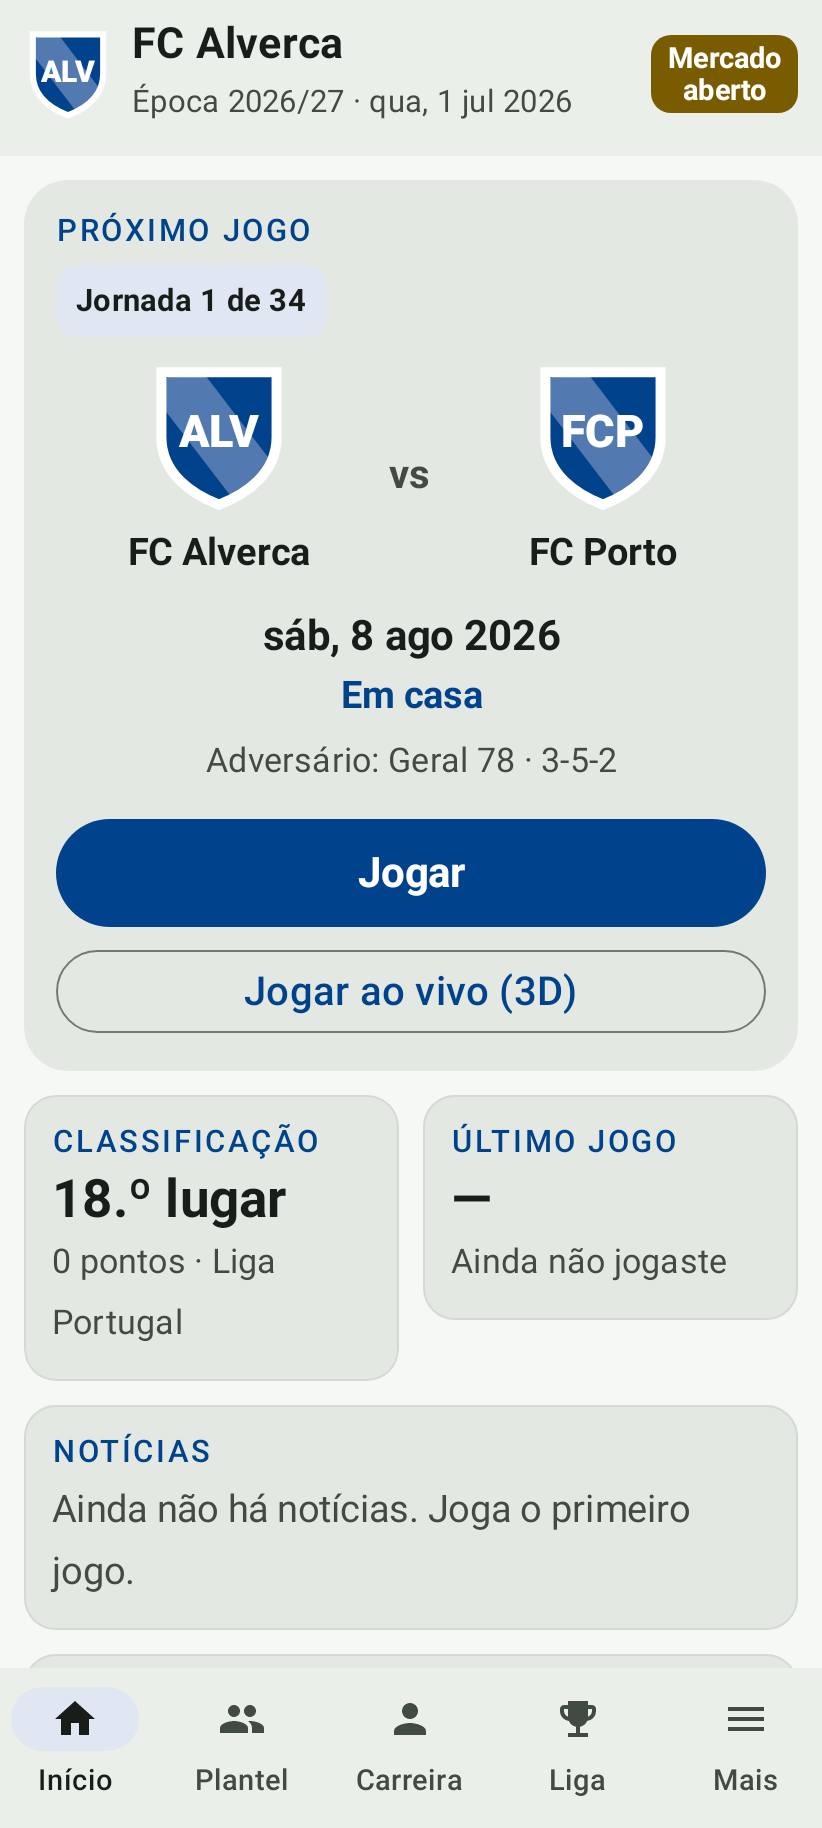 ALV
FC Alverca
Época 2026/27 · qua, 1 jul 2026
Mercado
aberto
PRÓXIMO JOGO
Jornada 1 de 34
ALV
vs
FCP
FC Alverca
FC Porto
sáb, 8 ago 2026
Em casa
Adversário: Geral 78 · 3-5-2
Jogar
Jogar ao vivo (3D)
CLASSIFICAÇÃO
18.º lugar
0 pontos · Liga
Portugal
ÚLTIMO JOGO
—
Ainda não jogaste
NOTÍCIAS
Ainda não há notícias. Joga o primeiro
jogo.
Início
Plantel
Carreira
Liga
Mais